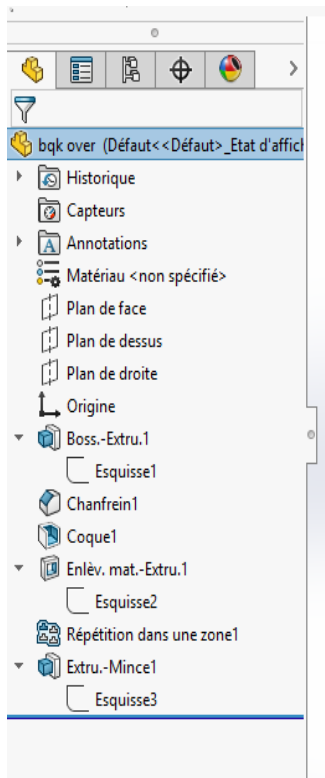 bqk over (Défaut<<Défaut>_Etat d'affich
Historique
Capteurs
A Annotations
Matériau <non spécifié>
Plan de face
Plan de dessus
Plan de droite
Origine
Boss.-Extru.1
Esquisse1
Chanfrein1
Coque1
Enlèv. mat.-Extru.1
Esquisse2
Répétition dans une zone1
Extru.-Mince1
Esquisse3